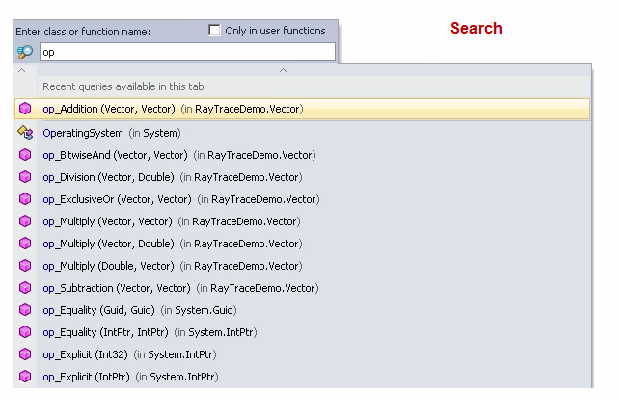 Search
Enter class or function name:
Only in user functions
op
Recent queries available in this tab
op_Addition (Vector, Vector) (in RayTraceDemo.Vector)
OperatingSystem (in System)
op_BtwiseAnd (Vector, Vector) (in RayTraceDemo.Vector)
op_Division (Vector, Double) (in RayTraceDemo.Vector)
op_ExclusiveOr (Vector, Vector) (in RayTraceDemo.Vector)
op_Multiply (Vector, Vector) (in RayTraceDemo.Vector)
op_Multiply (Vector, Double) (in RayTraceDemo.Vector)
op_Multiply (Double, Vector) (in RayTraceDemo.Vector)
op_Subtraction (Vector, Vector) (in RayTraceDemo.Vector)
op_Equality (Guid, Guic) (in System.Guic)
op_Equality (IntPtr, IntPtr) (in System.IntPtr)
op_Explicit (Int32) (in System.IntPtr)
op_Explicit (IntPtr) (in System.IntPtr)